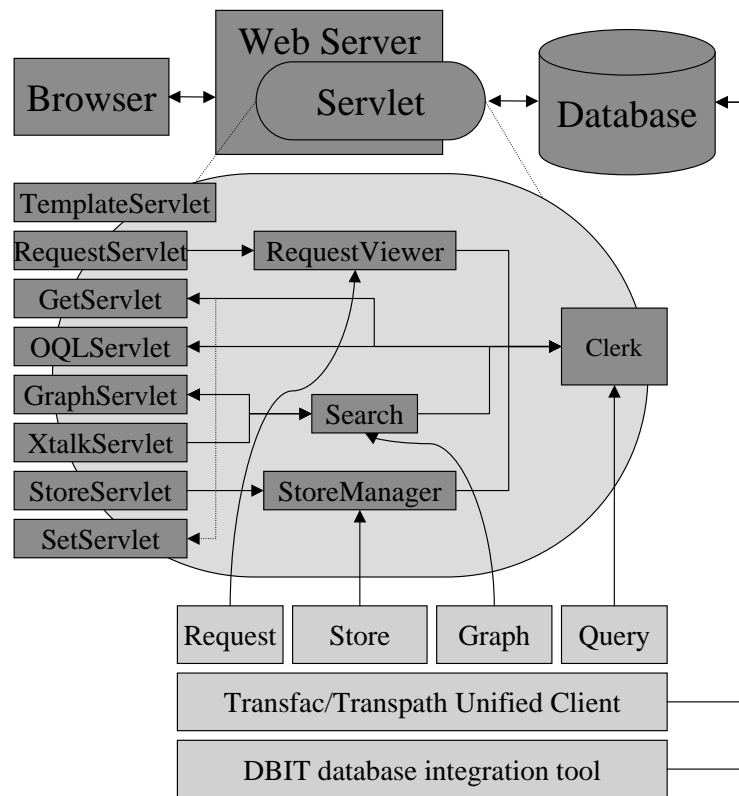 Web Server
Browser
Servlet
Database
TemplateServlet
RequestServlet
RequestViewer
GetServlet
OQLServlet
Clerk
GraphServlet
Search
XtalkServlet
StoreServlet
StoreManager
SetServlet
Request
Store
Graph
Query
Transfac/Transpath Unified Client
DBIT database integration tool